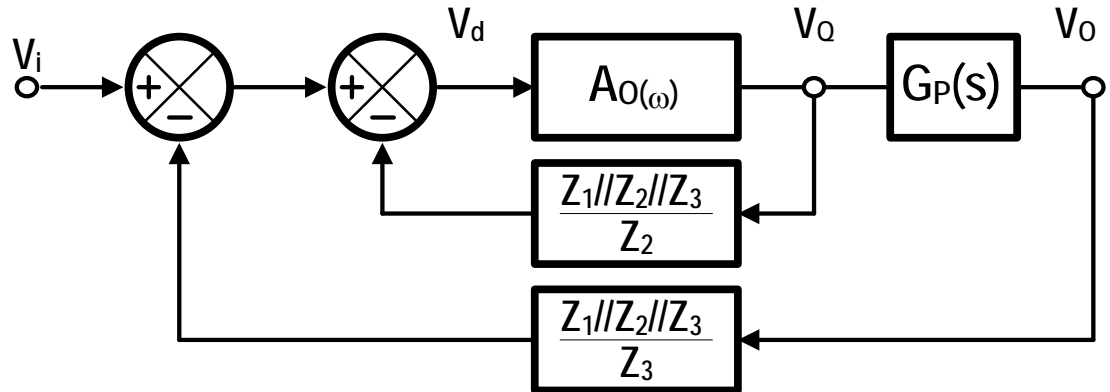 Vi
+
−
−
Vd
AO(ω)
VQ
GP(s)
VO
Z1//Z2//Z3
Z2
Z1//Z2//Z3
Z3